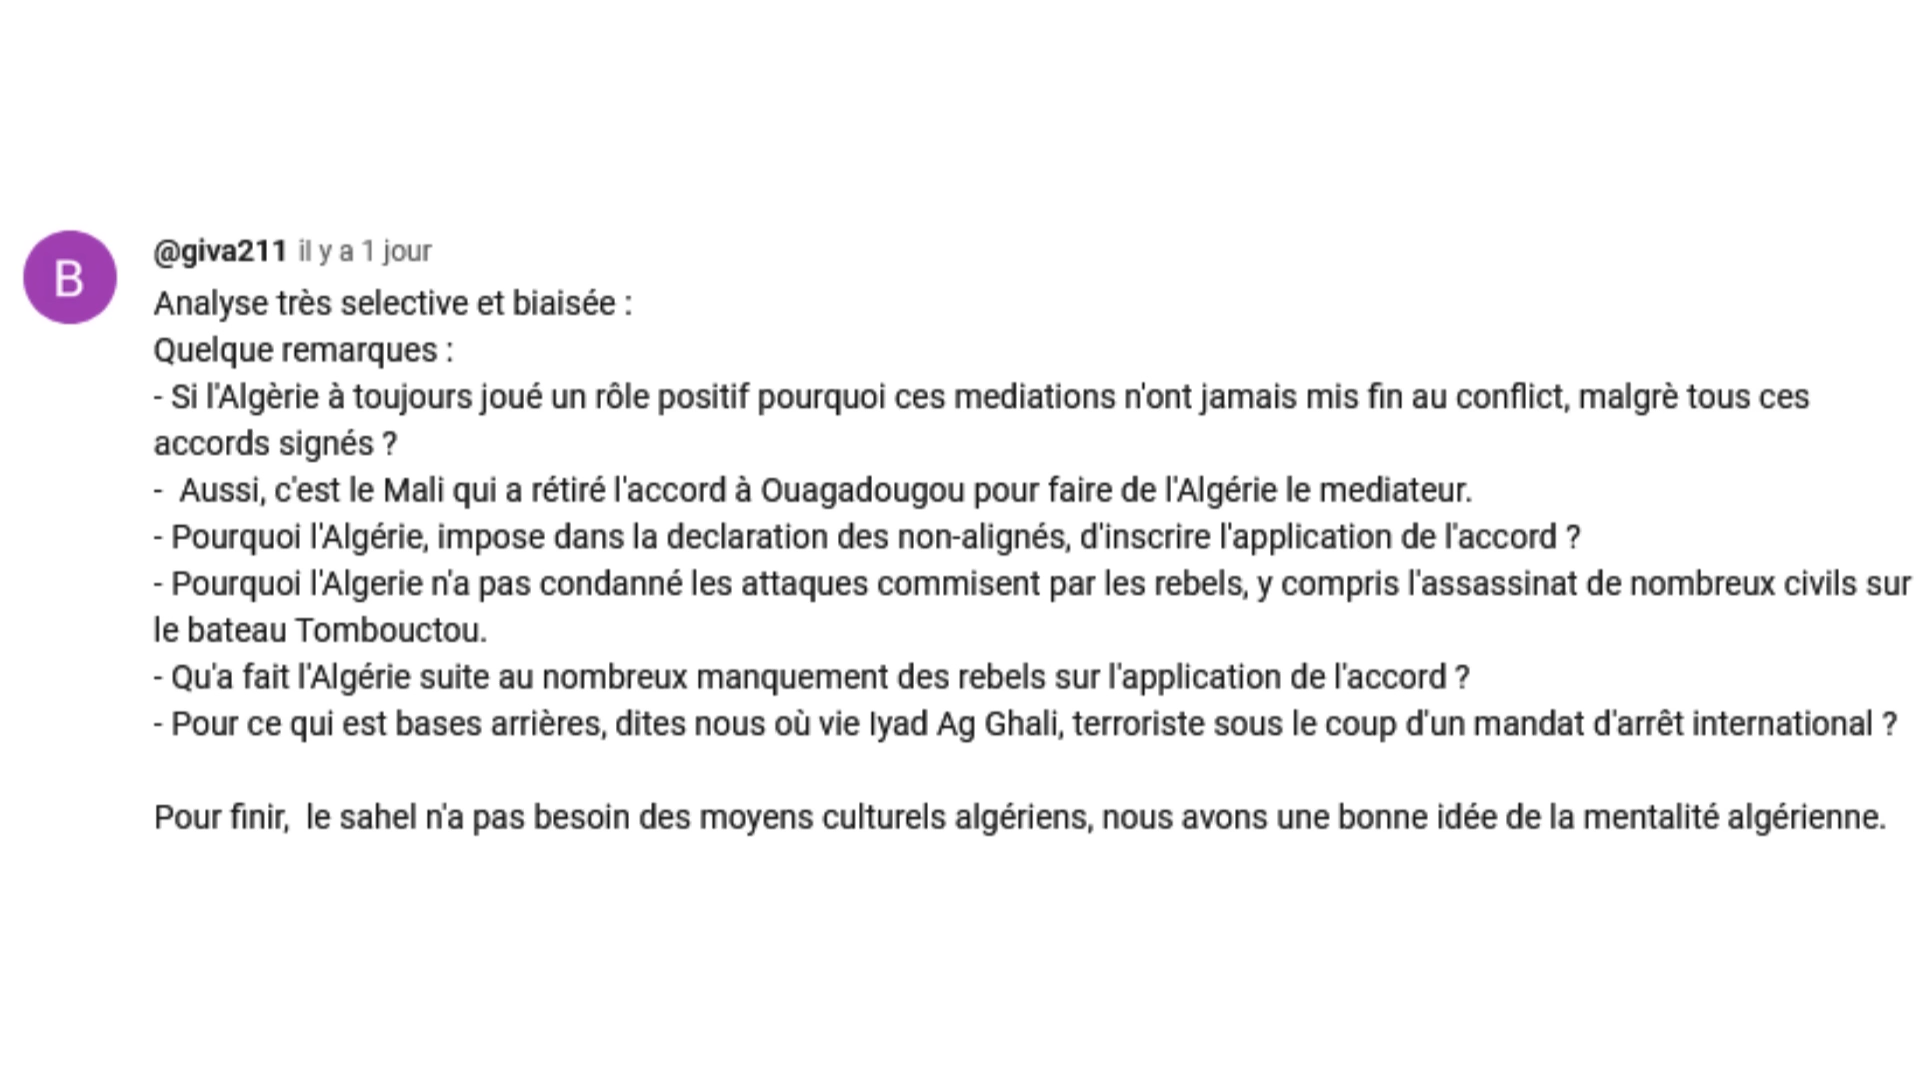 B
@giva211 il y a 1 jour
Analyse très selective et biaisée :
Quelque remarques :
- Si l'Algèrie à toujours joué un rôle positif pourquoi ces mediations n'ont jamais mis fin au conflict, malgrè tous ces
accords signés ?
-  Aussi, c'est le Mali qui a rétiré l'accord à Ouagadougou pour faire de l'Algérie le mediateur.
- Pourquoi l'Algérie, impose dans la declaration des non-alignés, d'inscrire l'application de l'accord ?
- Pourquoi l'Algerie n'a pas condanné les attaques commisent par les rebels, y compris l'assassinat de nombreux civils sur
le bateau Tombouctou.
- Qu'a fait l'Algérie suite au nombreux manquement des rebels sur l'application de l'accord ?
- Pour ce qui est bases arrières, dites nous où vie Iyad Ag Ghali, terroriste sous le coup d'un mandat d'arrêt international ?
Pour finir,  le sahel n'a pas besoin des moyens culturels algériens, nous avons une bonne idée de la mentalité algérienne.